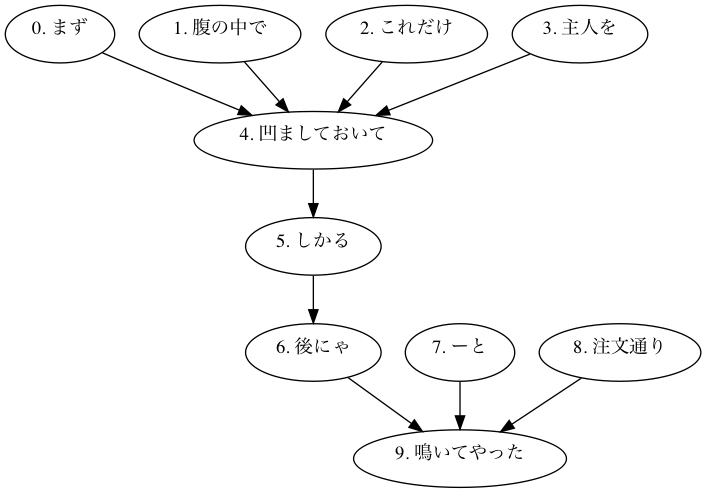 0. まず
1. 腹の中で
2. これだけ
3. 主人を
4. 凹ましておいて
5. しかる
6. 後にゃ
7. ーと
8. 注文通り
9. 鳴いてやった